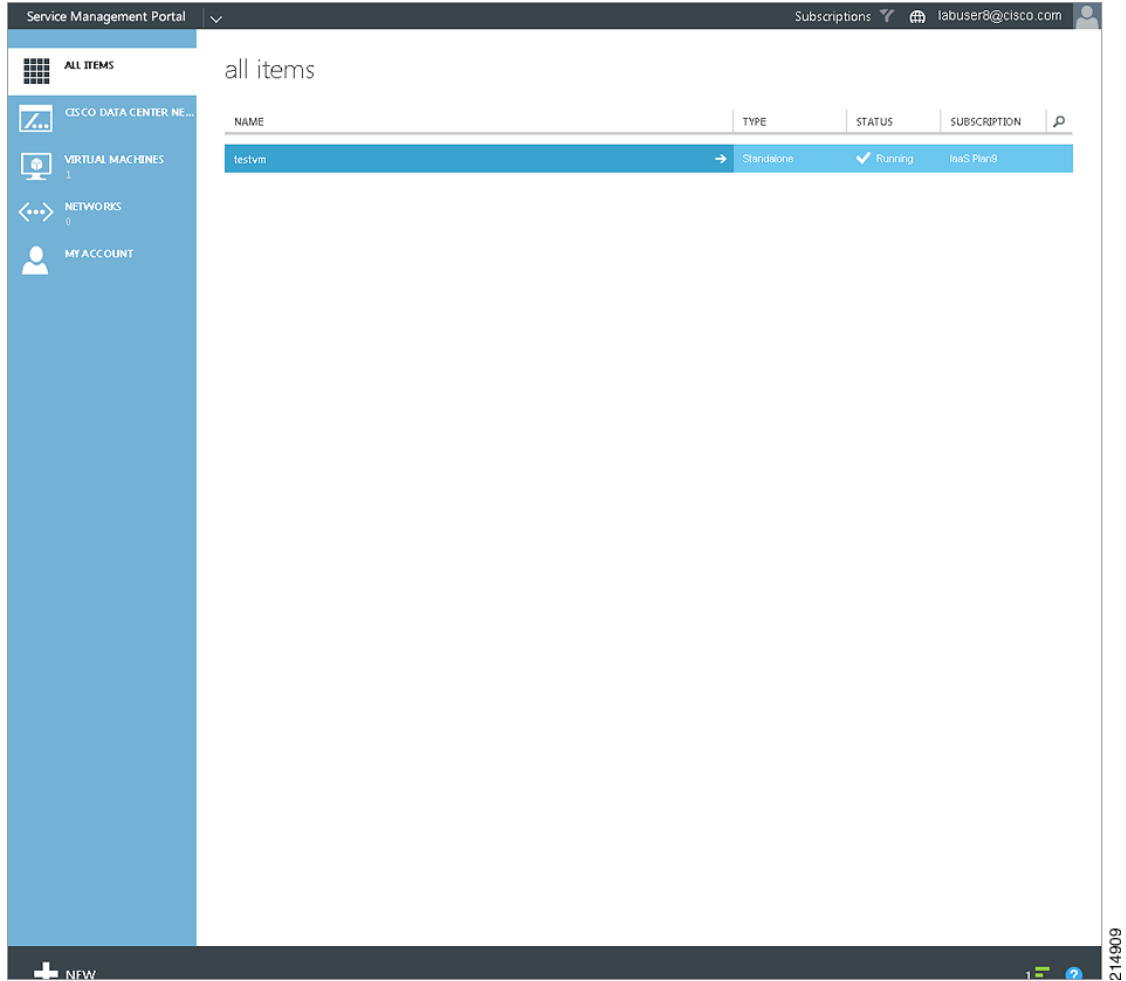 Service Management Portal Subscriptions labuser8@cisco.com
ALL ITEMS
all items
CISCO DATA CENTER NE...
NAME TYPE STATUS SUBSCRIPTION
VIRTUAL MACHINES
1
testvm Standalone Running IaaS Plan9
NETWORKS
0
MY ACCOUNT
NEW 1 ?
214909